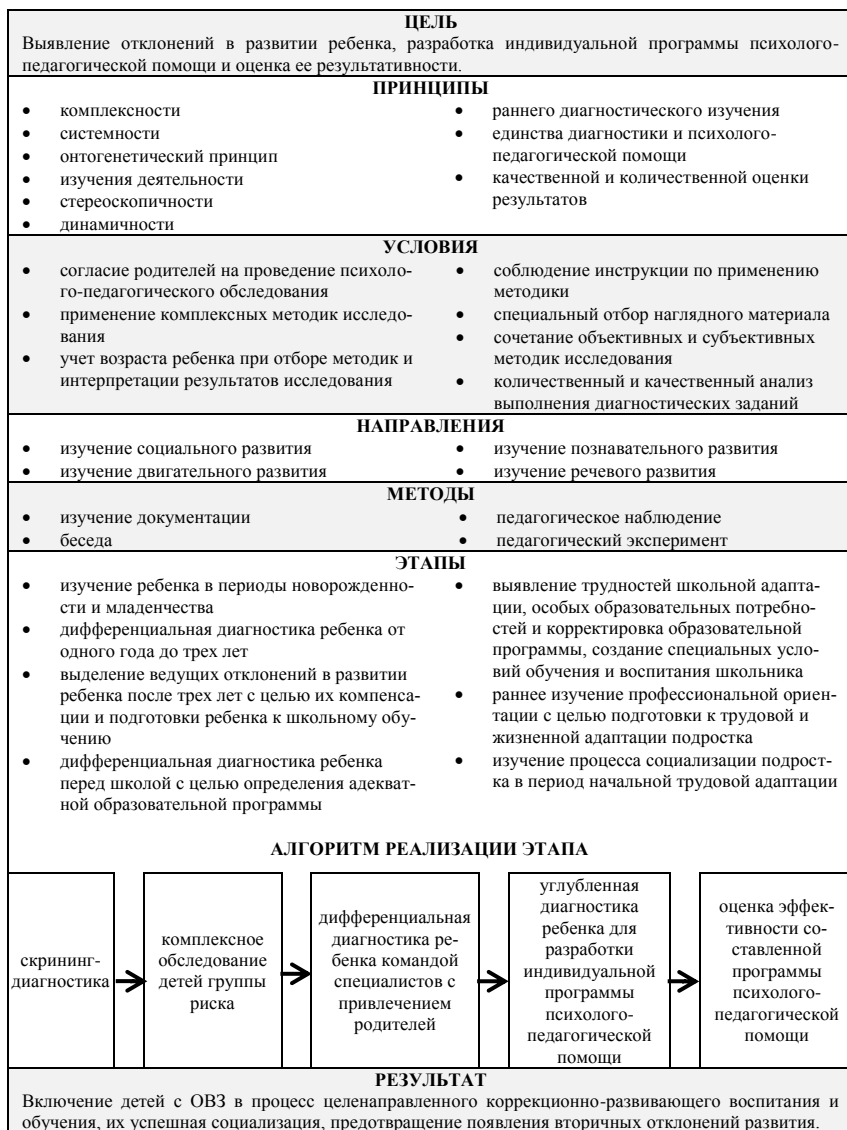 ЦЕЛЬ
Выявление отклонений в развитии ребенка, разработка индивидуальной программы психолого-
педагогической помощи и оценка ее результативности.
ПРИНЦИПЫ
• комплексности
• системности
• онтогенетический принцип
• изучения деятельности
• стереоскопичности
• динамичности
• раннего диагностического изучения
• единства диагностики и психолого-
педагогической помощи
• качественной и количественной оценки
результатов
УСЛОВИЯ
• согласие родителей на проведение психоло-
го-педагогического обследования
• применение комплексных методик исследо-
вания
• учет возраста ребенка при отборе методик и
интерпретации результатов исследования
• соблюдение инструкции по применению
методики
• специальный отбор наглядного материала
• сочетание объективных и субъективных
методик исследования
• количественный и качественный анализ
выполнения диагностических заданий
НАПРАВЛЕНИЯ
• изучение социального развития
• изучение двигательного развития
• изучение познавательного развития
• изучение речевого развития
МЕТОДЫ
• изучение документации
• беседа
• педагогическое наблюдение
• педагогический эксперимент
ЭТАПЫ
• изучение ребенка в периоды новорожденно-
сти и младенчества
• дифференциальная диагностика ребенка от
одного года до трех лет
• выделение ведущих отклонений в развитии
ребенка после трех лет с целью их компенса-
ции и подготовки ребенка к школьному обу-
чению
• дифференциальная диагностика ребенка
перед школой с целью определения адекват-
ной образовательной программы
• выявление трудностей школьной адапта-
ции, особых образовательных потребно-
стей и корректировка образовательной
программы, создание специальных усло-
вий обучения и воспитания школьника
• раннее изучение профессиональной ориен-
тации с целью подготовки к трудовой и
жизненной адаптации подростка
• изучение процесса социализации подрост-
ка в период начальной трудовой адаптации
АЛГОРИТМ РЕАЛИЗАЦИИ ЭТАПА
скрининг-
диагностика
комплексное
обследование
детей группы
риска
дифференциальная
диагностика ре-
бенка командой
специалистов с
привлечением
родителей
углубленная
диагностика
ребенка для
разработки
индивидуальной
программы
психолого-
педагогической
помощи
оценка эффек-
тивности со-
ставленной
программы
психолого-
педагогической
помощи
РЕЗУЛЬТАТ
Включение детей с ОВЗ в процесс целенаправленного коррекционно-развивающего воспитания и
обучения, их успешная социализация, предотвращение появления вторичных отклонений развития.